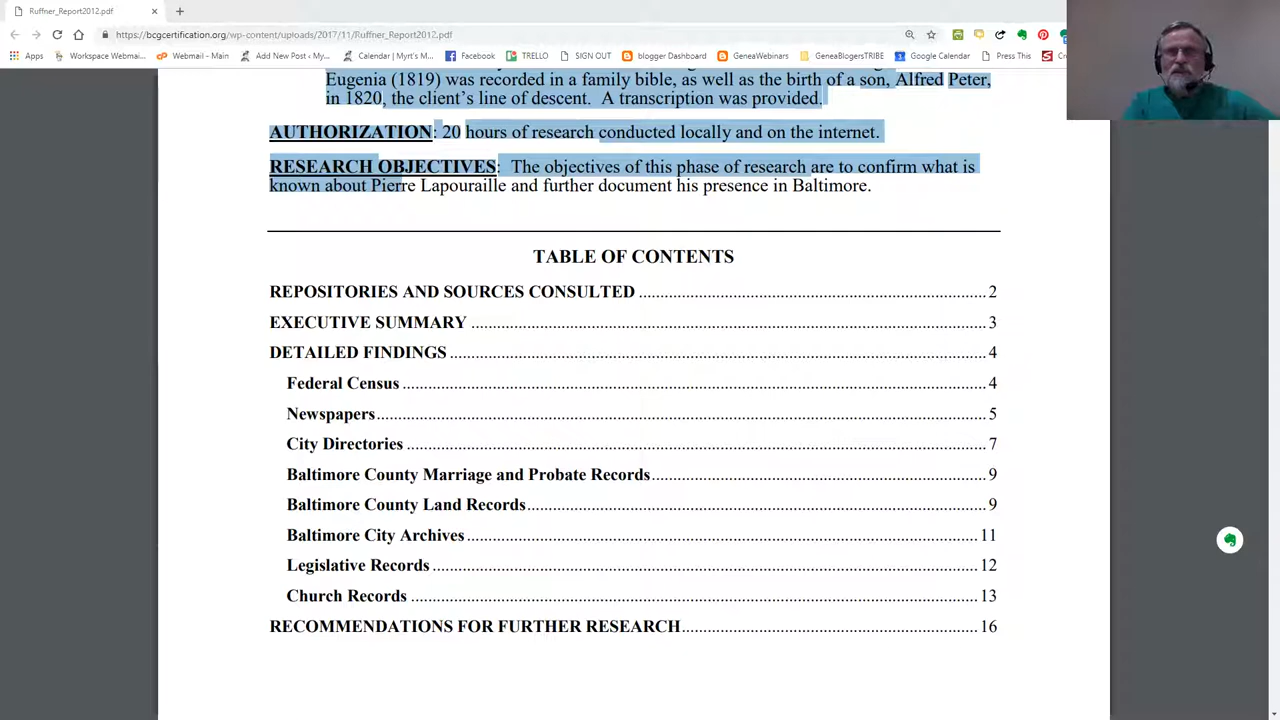 Ruffner_Report2012.pdf
https://bcgcertification.org/wp-content/uploads/2017/11/Ruffner_Report2012.pdf
Apps Workspace Webmai... Webmail - Main Add New Post ‹ My... Calendar | Myrt's M... Facebook TRELLO SIGN OUT blogger Dashboard GeneaWebinars GeneaBlogersTRIBE Google Calendar Press This Scre
Eugenia (1819) was recorded in a family bible, as well as the birth of a son, Alfred Peter,
in 1820, the client's line of descent. A transcription was provided.
AUTHORIZATION: 20 hours of research conducted locally and on the internet.
RESEARCH OBJECTIVES: The objectives of this phase of research are to confirm what is
known about Pierre Lapouraille and further document his presence in Baltimore.
TABLE OF CONTENTS
REPOSITORIES AND SOURCES CONSULTED 2
EXECUTIVE SUMMARY 3
DETAILED FINDINGS 4
Federal Census 4
Newspapers 5
City Directories 7
Baltimore County Marriage and Probate Records 9
Baltimore County Land Records 9
Baltimore City Archives 11
Legislative Records 12
Church Records 13
RECOMMENDATIONS FOR FURTHER RESEARCH 16